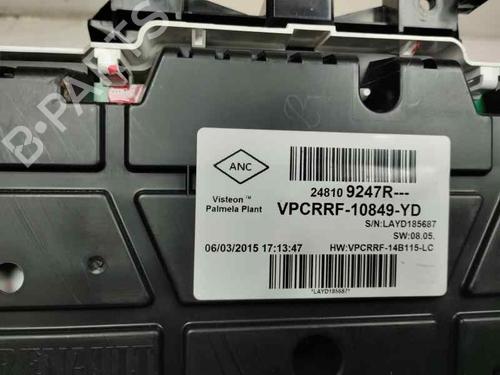 B-PARTS
ANC
Visteon™
Palmela Plant
24810 9247R---
VPCRRF-10849-YD
S/N:LAYD185687
SW:08.05.
06/03/2015 17:13:47
HW:VPCRRF-14B115-LC
*LAYD185687*